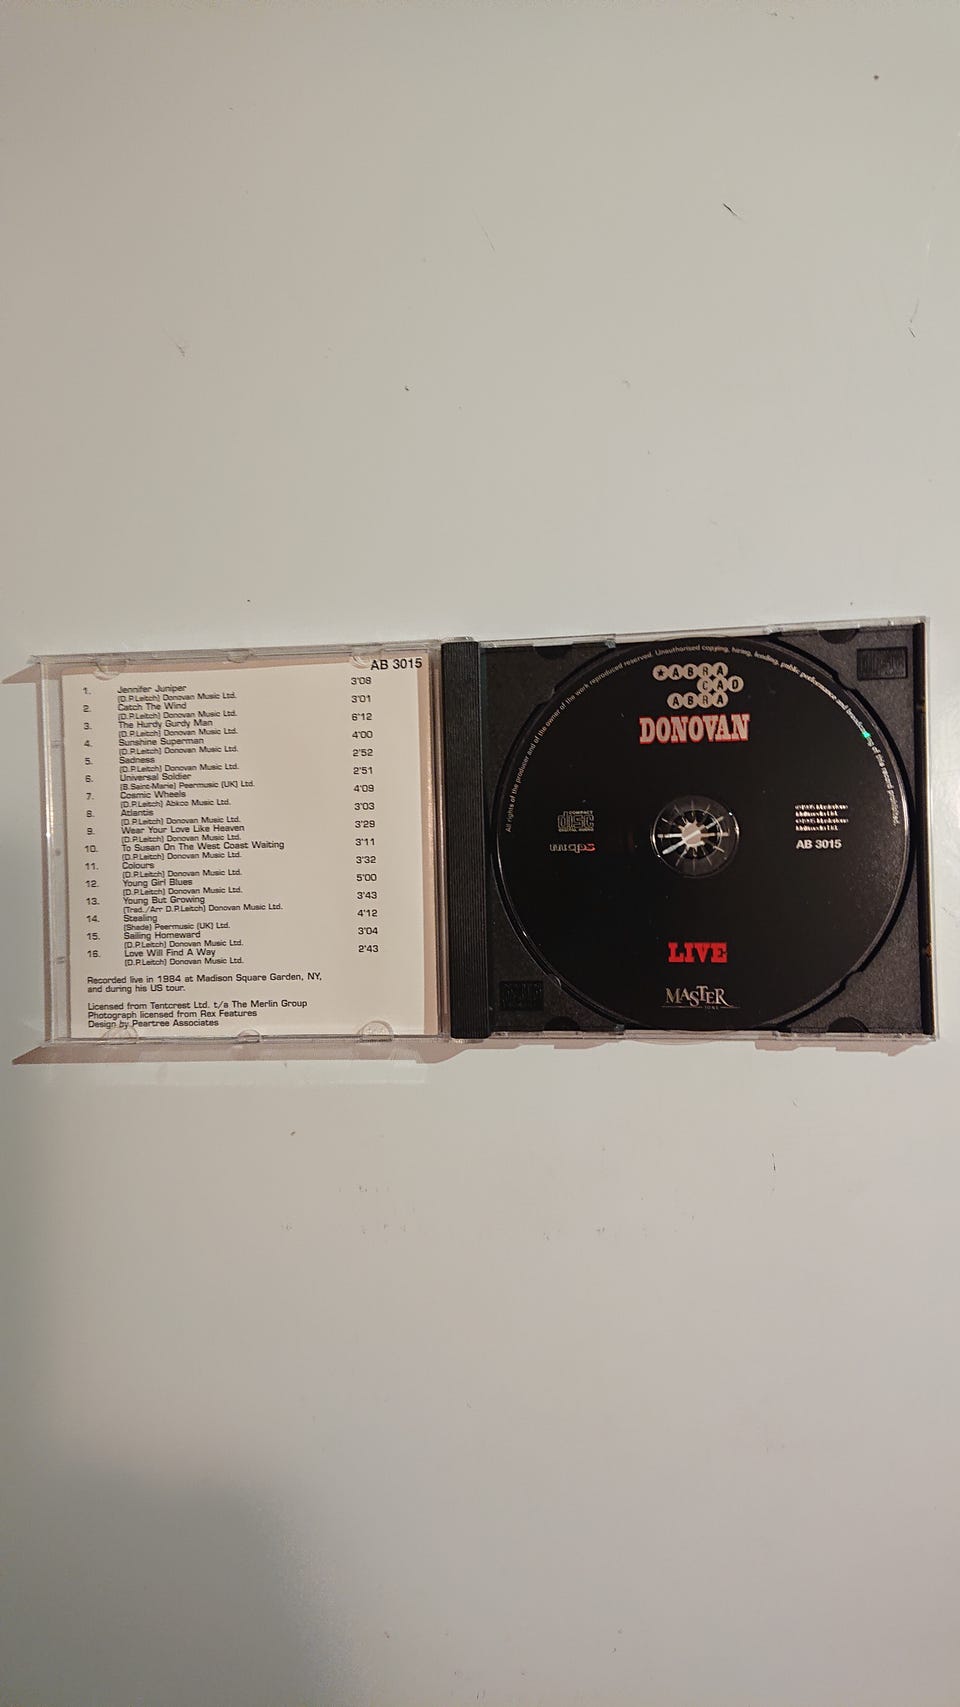 AB 3015
1. Jennifer Juniper 3'08
(D.P.Leitch) Donovan Music Ltd.
2. Catch The Wind 3'01
(D.P.Leitch) Donovan Music Ltd.
3. The Hurdy Gurdy Man 6'12
(D.P.Leitch) Donovan Music Ltd.
4. Sunshine Superman 4'00
(D.P.Leitch) Donovan Music Ltd.
5. Sadness 2'52
(D.P.Leitch) Donovan Music Ltd.
6. Universal Soldier 2'51
(B.Saint-Marie) Peermusic (UK) Ltd.
7. Cosmic Wheels 4'09
(D.P.Leitch) Abkco Music Ltd.
8. Atlantis 3'03
(D.P.Leitch) Donovan Music Ltd.
9. Wear Your Love Like Heaven 3'29
(D.P.Leitch) Donovan Music Ltd.
10. To Susan On The West Coast Waiting 3'11
(D.P.Leitch) Donovan Music Ltd.
11. Colours 3'32
(D.P.Leitch) Donovan Music Ltd.
12. Young Girl Blues 5'00
(D.P.Leitch) Donovan Music Ltd.
13. Young But Growing 3'43
(Trad../Arr D.P.Leitch) Donovan Music Ltd.
14. Stealing 4'12
(Shade) Peermusic (UK) Ltd.
15. Sailing Homeward 3'04
(D.P.Leitch) Donovan Music Ltd.
16. Love Will Find A Way 2'43
(D.P.Leitch) Donovan Music Ltd.
Recorded live in 1984 at Madison Square Garden, NY,
and during his US tour.
Licensed from Tentcrest Ltd. t/a The Merlin Group
Photograph licensed from Rex Features
Design by Peartree Associates
All rights of the producer and of the owner of the work reproduced reserved. Unauthorised copying, hiring, lending, public performance and broadcasting of this record prohibited.
ABRA
CAD
ABRA
DONOVAN
COMPACT
disc
DIGITAL AUDIO
mcps
AB 3015
LIVE
MASTER
TONE